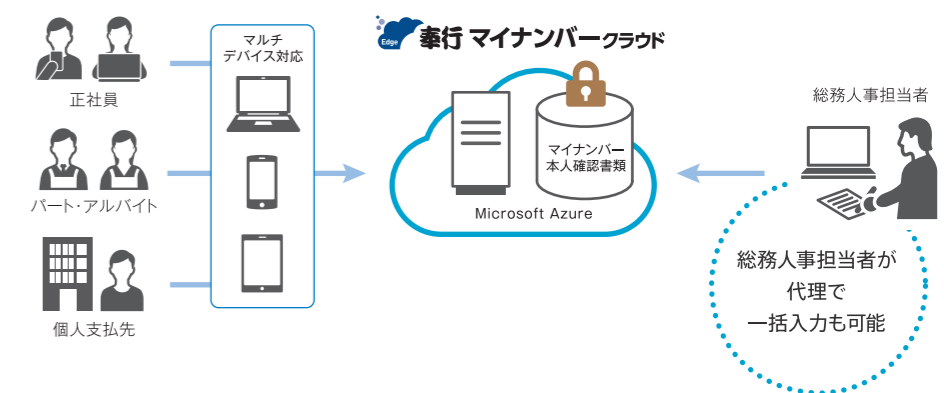 マルチ
デバイス対応
正社員
パート・アルバイト
個人支払先
Edge 奉行 マイナンバークラウド
マイナンバー
本人確認書類
Microsoft Azure
総務人事担当者
総務人事担当者が
代理で
一括入力も可能